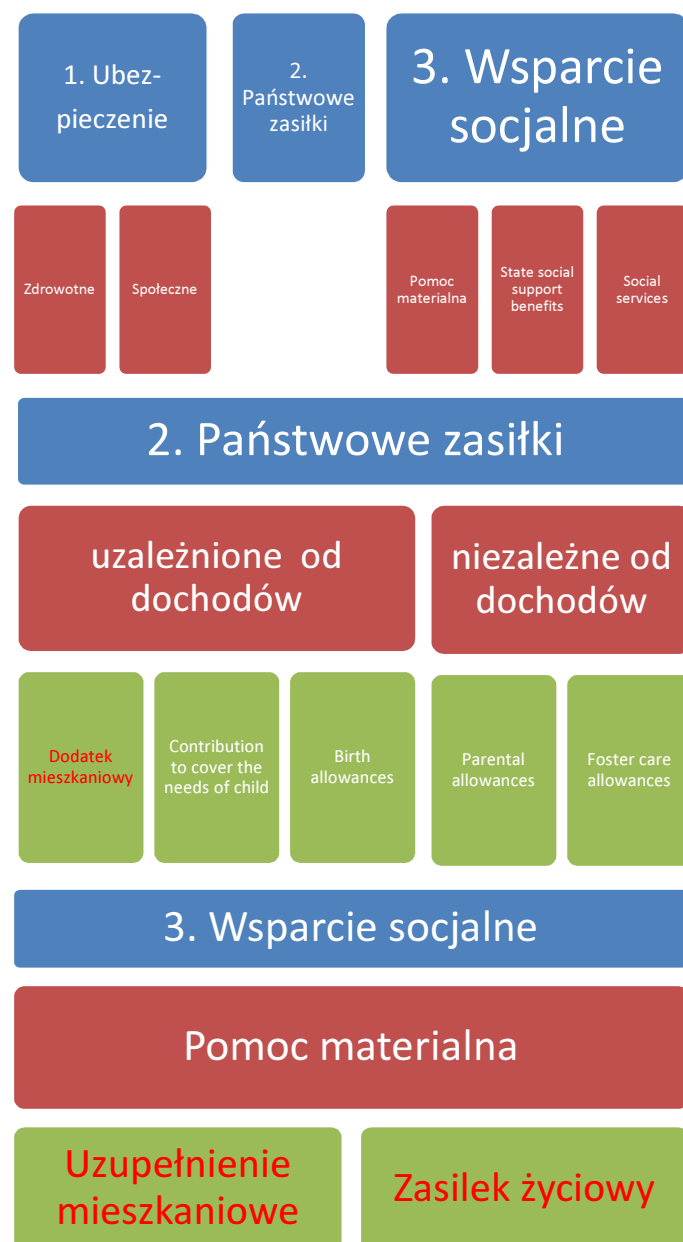 1. Ubez-
pieczenie
2.
Państwowe
zasiłki
3. Wsparcie
socjalne
Zdrowotne
Społeczne
Pomoc
materialna
State social
support
benefits
Social
services
2. Państwowe zasiłki
uzależnione od
dochodów
niezależne od
dochodów
Dodatek
mieszkaniowy
Contribution
to cover the
needs of child
Birth
allowances
Parental
allowances
Foster care
allowances
3. Wsparcie socjalne
Pomoc materialna
Uzupełnienie
mieszkaniowe
Zasilek życiowy